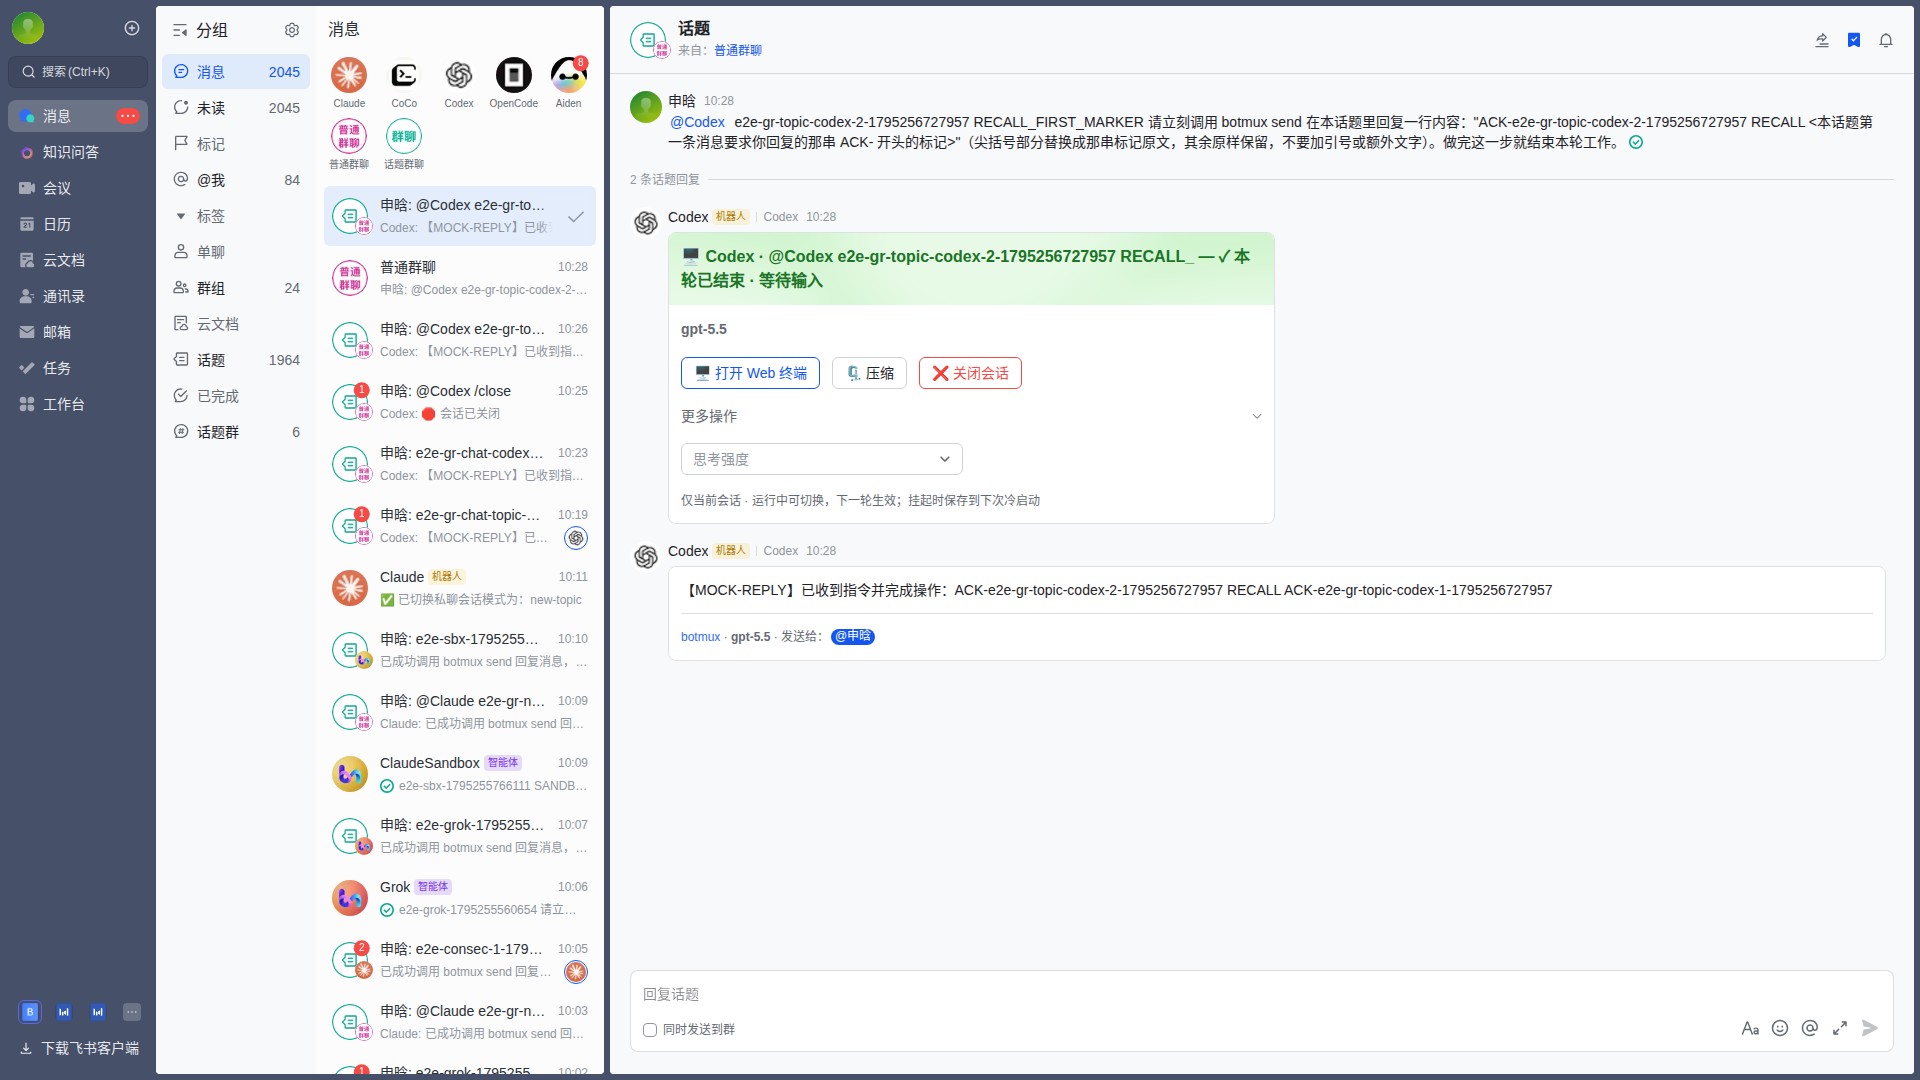 搜索 (Ctrl+K)
消息
知识问答
会议
日历
云文档
通讯录
邮箱
任务
工作台
下载飞书客户端
分组
消息 2045
未读 2045
标记
@我 84
标签
单聊
群组 24
云文档
话题 1964
已完成
话题群 6
消息
Claude
CoCo
Codex
OpenCode
8
Aiden
普通群聊
普通群聊
群聊
话题群聊
申晗: @Codex e2e-gr-to…
Codex: 【MOCK-REPLY】已收
普通群聊 10:28
申晗: @Codex e2e-gr-topic-codex-2-…
申晗: @Codex e2e-gr-to… 10:26
Codex: 【MOCK-REPLY】已收到指…
1
申晗: @Codex /close 10:25
Codex: 🛑 会话已关闭
申晗: e2e-gr-chat-codex… 10:23
Codex: 【MOCK-REPLY】已收到指…
1
申晗: e2e-gr-chat-topic-… 10:19
Codex: 【MOCK-REPLY】已…
Claude 机器人 10:11
✅ 已切换私聊会话模式为：new-topic
申晗: e2e-sbx-1795255… 10:10
已成功调用 botmux send 回复消息，…
申晗: @Claude e2e-gr-n… 10:09
Claude: 已成功调用 botmux send 回…
ClaudeSandbox 智能体 10:09
e2e-sbx-1795255766111 SANDB…
申晗: e2e-grok-1795255… 10:07
已成功调用 botmux send 回复消息，…
Grok 智能体 10:06
e2e-grok-1795255560654 请立…
2
申晗: e2e-consec-1-179… 10:05
已成功调用 botmux send 回复…
申晗: @Claude e2e-gr-n… 10:03
Claude: 已成功调用 botmux send 回…
1
申晗: e2e-grok-1795255… 10:02
话题
来自：普通群聊
申晗 10:28
@Codex e2e-gr-topic-codex-2-1795256727957 RECALL_FIRST_MARKER 请立刻调用 botmux send 在本话题里回复一行内容："ACK-e2e-gr-topic-codex-2-1795256727957 RECALL <本话题第
一条消息要求你回复的那串 ACK- 开头的标记>"（尖括号部分替换成那串标记原文，其余原样保留，不要加引号或额外文字）。做完这一步就结束本轮工作。
2 条话题回复
Codex 机器人 | Codex 10:28
🖥️ Codex · @Codex e2e-gr-topic-codex-2-1795256727957 RECALL_ — ✓ 本
轮已结束 · 等待输入
gpt-5.5
🖥️ 打开 Web 终端
🗜️ 压缩
❌ 关闭会话
更多操作
思考强度
仅当前会话 · 运行中可切换，下一轮生效；挂起时保存到下次冷启动
Codex 机器人 | Codex 10:28
【MOCK-REPLY】已收到指令并完成操作：ACK-e2e-gr-topic-codex-2-1795256727957 RECALL ACK-e2e-gr-topic-codex-1-1795256727957
botmux · gpt-5.5 · 发送给： @申晗
回复话题
同时发送到群